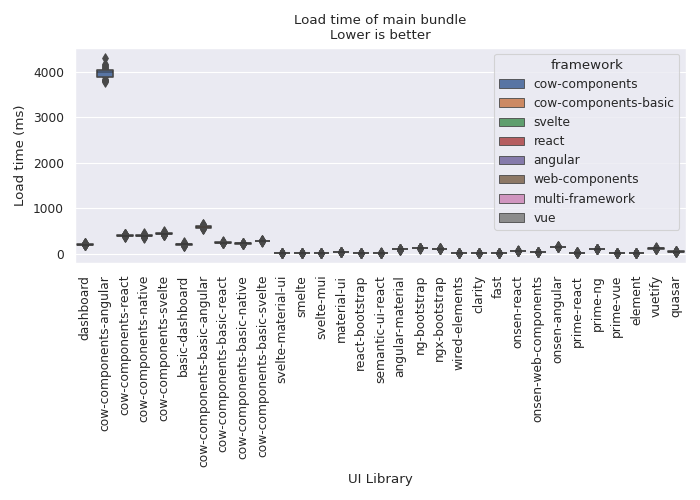 Load time of main bundle
Lower is better
Load time (ms)
4000
3000
2000
1000
0
framework
cow-components
cow-components-basic
svelte
react
angular
web-components
multi-framework
vue
dashboard
cow-components-angular
cow-components-react
cow-components-native
cow-components-svelte
basic-dashboard
cow-components-basic-angular
cow-components-basic-react
cow-components-basic-native
cow-components-basic-svelte
svelte-material-ui
smelte
svelte-mui
material-ui
react-bootstrap
semantic-ui-react
angular-material
ng-bootstrap
ngx-bootstrap
wired-elements
clarity
fast
onsen-react
onsen-web-components
onsen-angular
prime-react
prime-ng
prime-vue
element
vuetify
quasar
UI Library